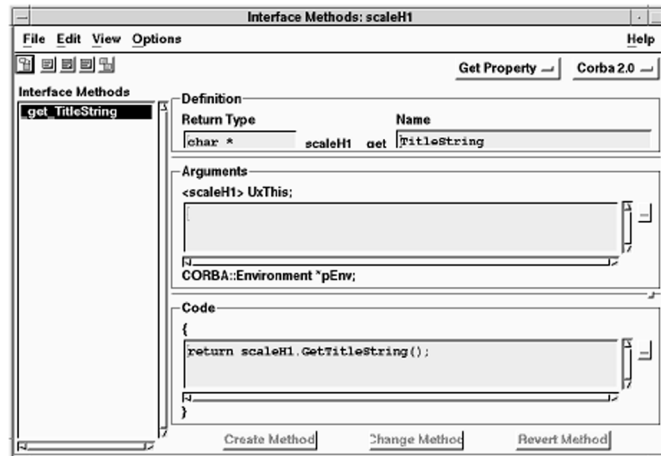 Interface Methods: scaleH1
File Edit View Options Help
Get Property Corba 2.0
Interface Methods
get_TitleString
Definition
Return Type Name
char * scaleH1 get TitleString
Arguments
<scaleH1> UxThis;
CORBA::Environment *pEnv;
Code
{
return scaleH1.GetTitleString();
}
Create Method Change Method Revert Method